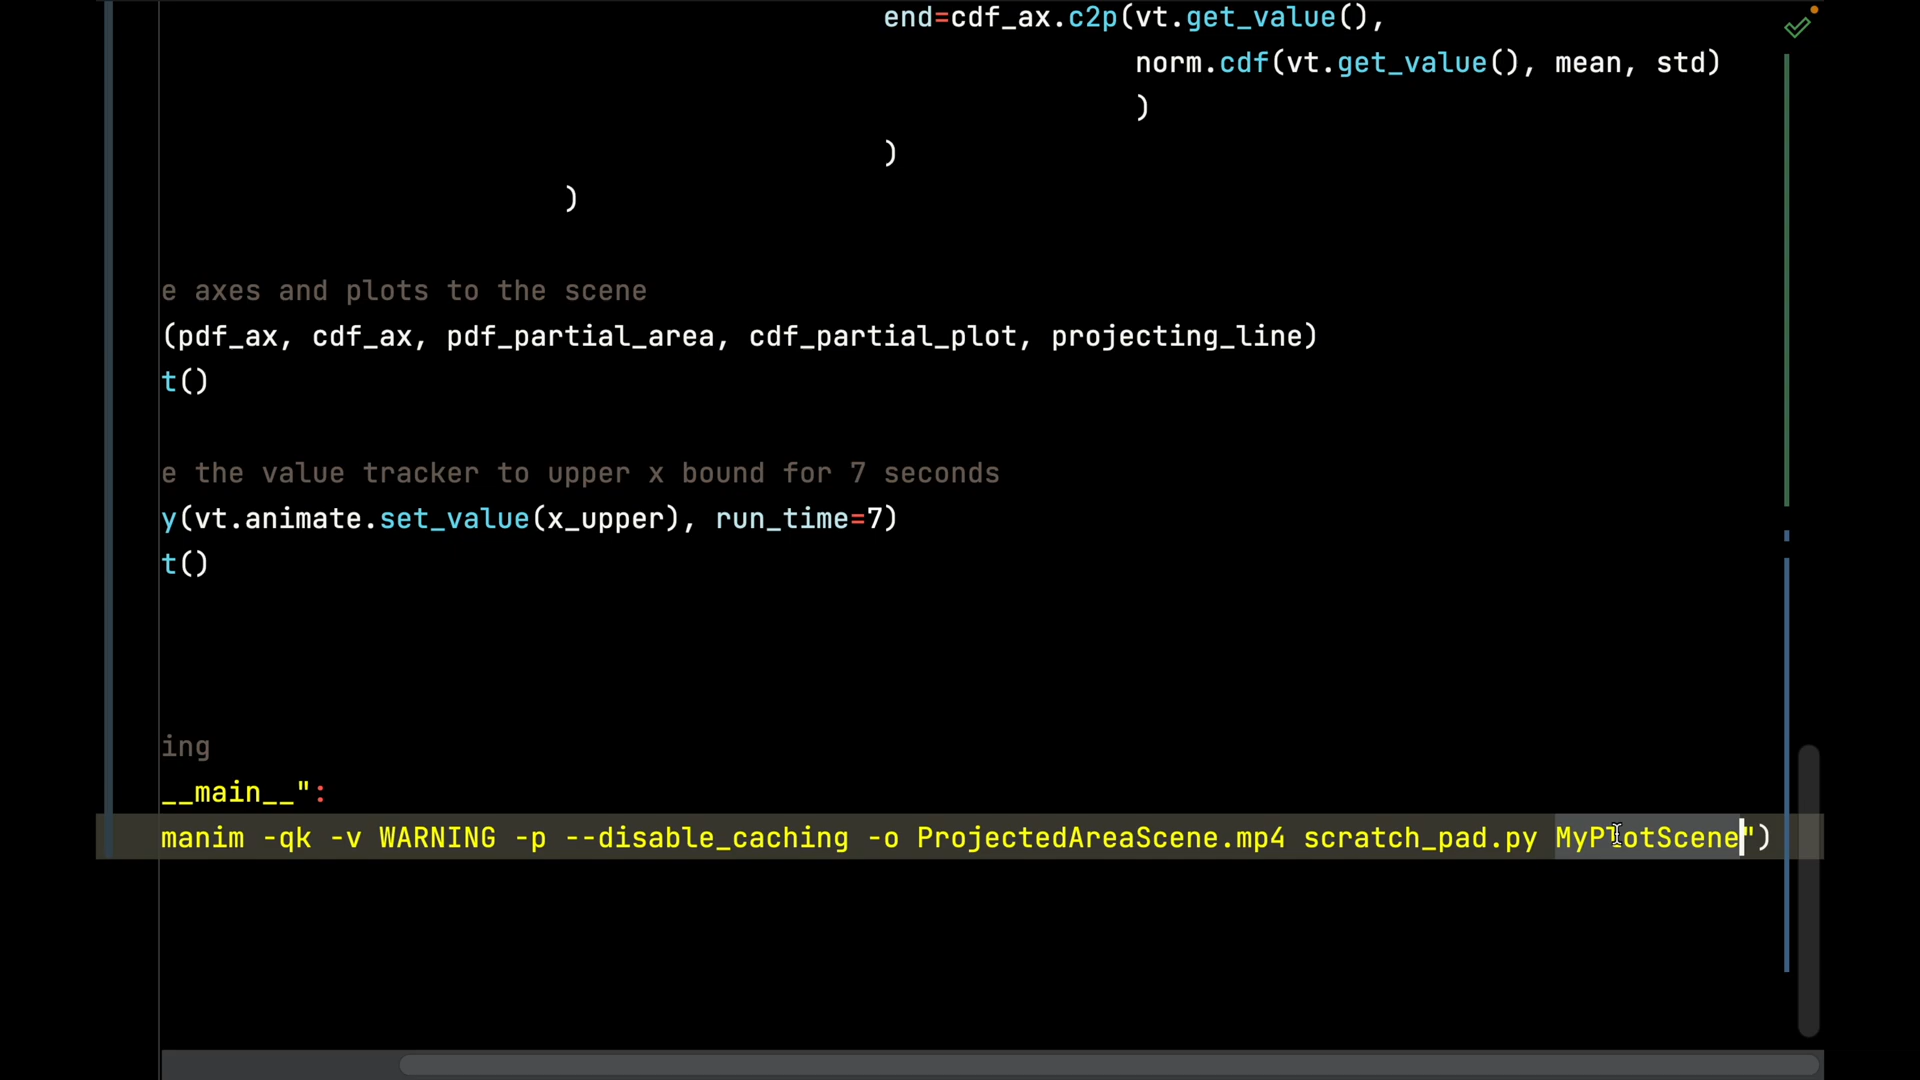 end=cdf_ax.c2p(vt.get_value(),
norm.cdf(vt.get_value(), mean, std)
)
)
)
e axes and plots to the scene
(pdf_ax, cdf_ax, pdf_partial_area, cdf_partial_plot, projecting_line)
t()
e the value tracker to upper x bound for 7 seconds
y(vt.animate.set_value(x_upper), run_time=7)
t()
ing
__main__":
manim -qk -v WARNING -p --disable_caching -o ProjectedAreaScene.mp4 scratch_pad.py MyPlotScene")